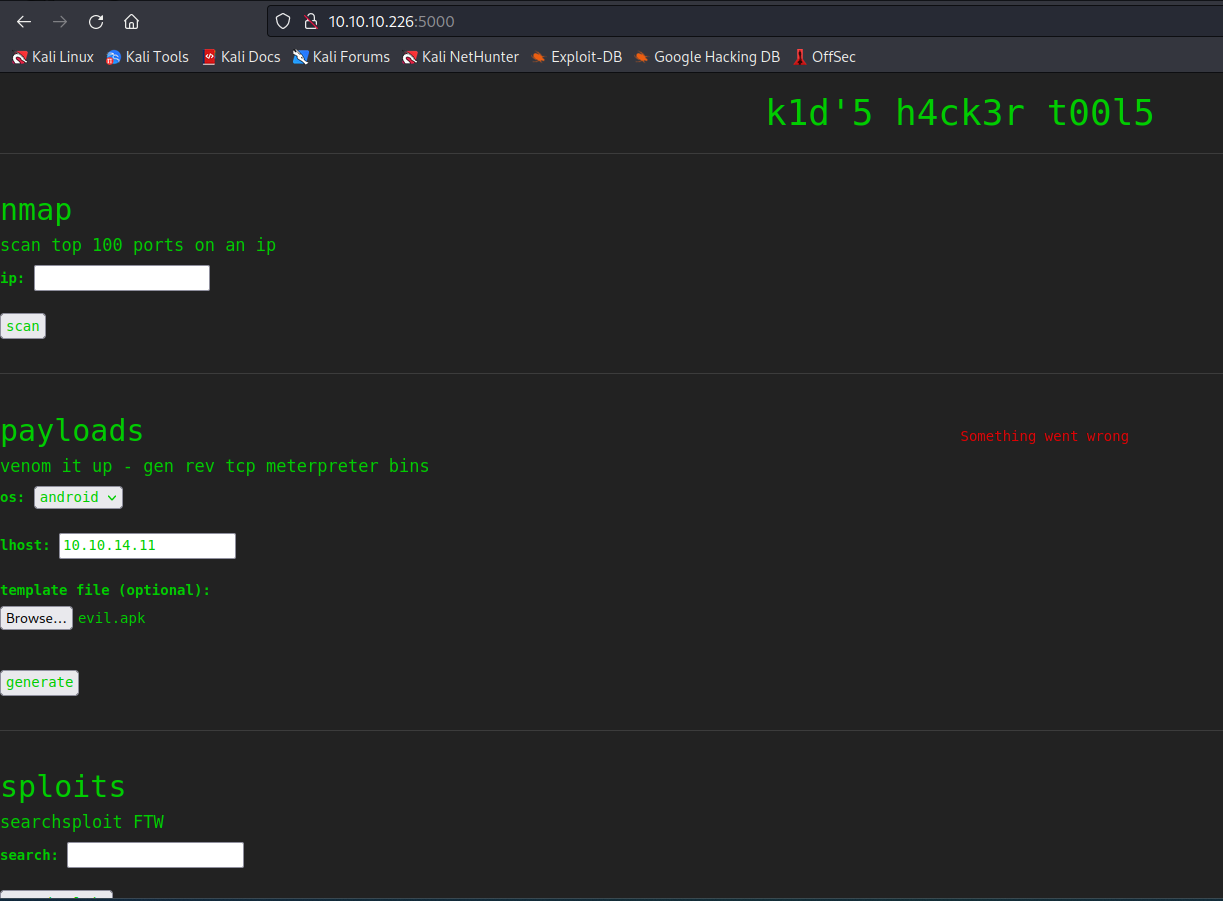 10.10.10.226:5000
Kali Linux Kali Tools Kali Docs Kali Forums Kali NetHunter Exploit-DB Google Hacking DB OffSec
k1d'5 h4ck3r t00l5
nmap
scan top 100 ports on an ip
ip:
scan
payloads
Something went wrong
venom it up - gen rev tcp meterpreter bins
os: android
lhost: 10.10.14.11
template file (optional):
Browse... evil.apk
generate
sploits
searchsploit FTW
search: